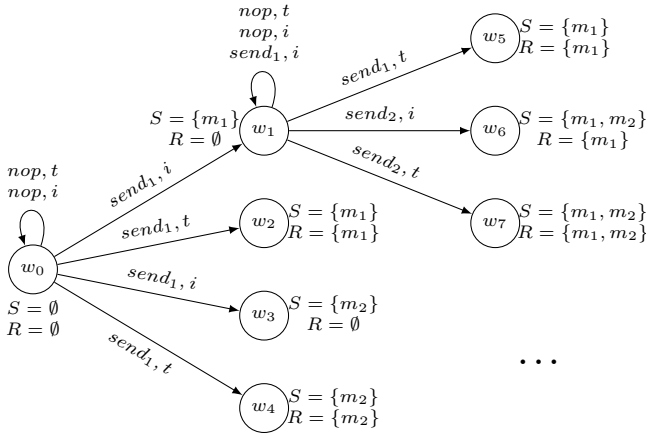 nop, t
nop, i
send₁, i
S = {m₁}
R = ∅
w₁
send₁, t
send₂, i
send₂, t
w₅
S = {m₁}
R = {m₁}
w₆
S = {m₁, m₂}
R = {m₁}
w₇
S = {m₁, m₂}
R = {m₁, m₂}
nop, t
nop, i
w₀
S = ∅
R = ∅
send₁, i
send₁, t
send₁, i
send₁, t
w₂
S = {m₁}
R = {m₁}
w₃
S = {m₂}
R = ∅
w₄
S = {m₂}
R = {m₂}
...